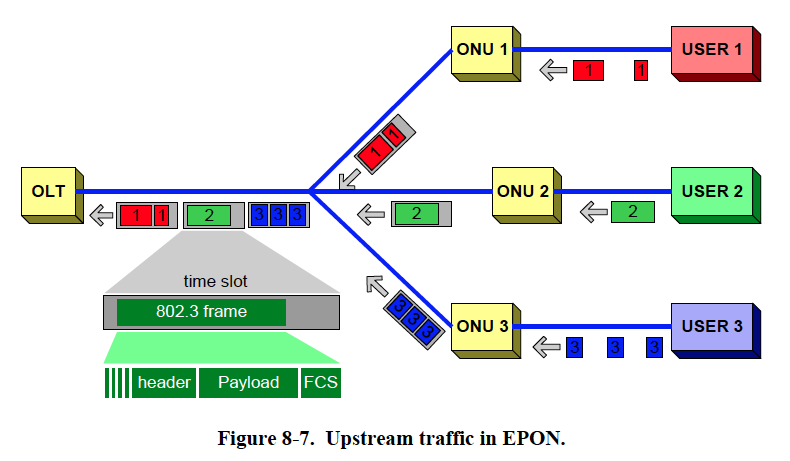 ONU 1
USER 1
1
1
1
1
OLT
ONU 2
USER 2
1
1
2
3
3
3
2
2
time slot
802.3 frame
3
3
3
ONU 3
USER 3
3
3
3
header
Payload
FCS
Figure 8-7. Upstream traffic in EPON.